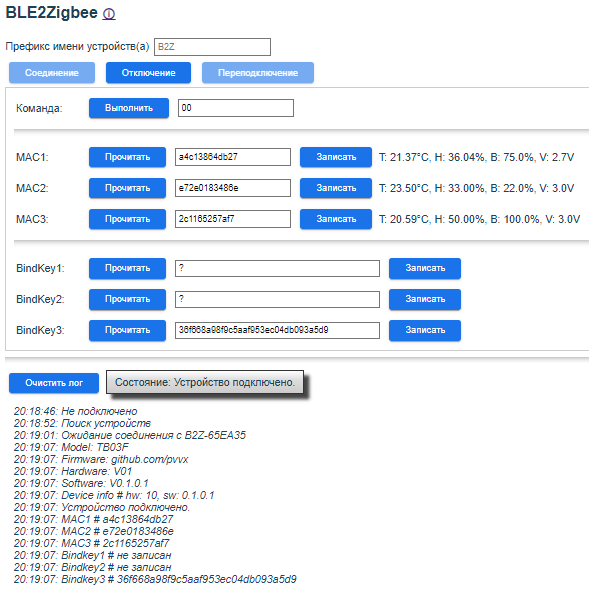 BLE2Zigbee ⓘ
Префикс имени устройств(а) B2Z
Соединение Отключение Переподключение
Команда: Выполнить 00
MAC1: Прочитать a4c13864db27 Записать T: 21.37°C, H: 36.04%, B: 75.0%, V: 2.7V
MAC2: Прочитать e72e0183486e Записать T: 23.50°C, H: 33.00%, B: 22.0%, V: 3.0V
MAC3: Прочитать 2c1165257af7 Записать T: 20.59°C, H: 50.00%, B: 100.0%, V: 3.0V
BindKey1: Прочитать ? Записать
BindKey2: Прочитать ? Записать
BindKey3: Прочитать 36f668a98f9c5aaf953ec04db093a5d9 Записать
Очистить лог Состояние: Устройство подключено.
20:18:46: Не подключено
20:18:52: Поиск устройств
20:19:01: Ожидание соединения с B2Z-65EA35
20:19:07: Model: TB03F
20:19:07: Firmware: github.com/pvvx
20:19:07: Hardware: V01
20:19:07: Software: V0.1.0.1
20:19:07: Device info # hw: 10, sw: 0.1.0.1
20:19:07: Устройство подключено.
20:19:07: MAC1 # a4c13864db27
20:19:07: MAC2 # e72e0183486e
20:19:07: MAC3 # 2c1165257af7
20:19:07: Bindkey1 # не записан
20:19:07: Bindkey2 # не записан
20:19:07: Bindkey3 # 36f668a98f9c5aaf953ec04db093a5d9